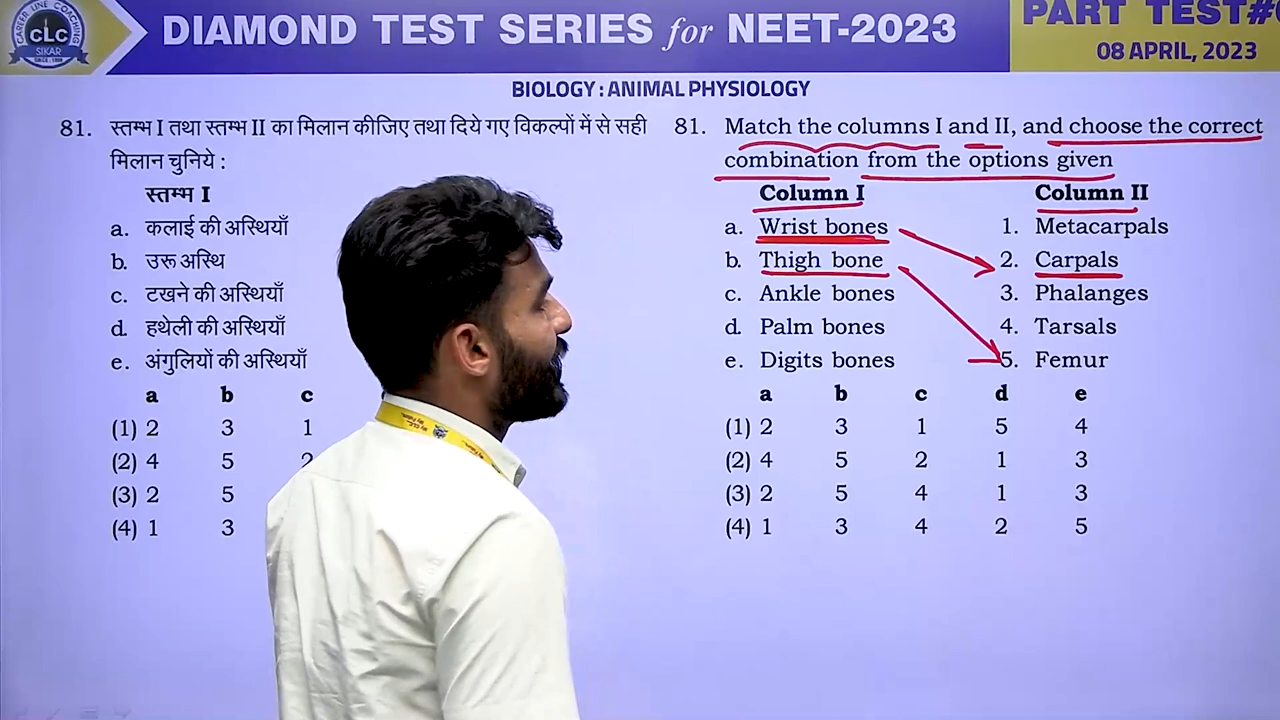 CAREER LINE COACHING
CLC
SIKAR
SINCE : 1996
DIAMOND TEST SERIES for NEET-2023
PART TEST#
08 APRIL, 2023
BIOLOGY : ANIMAL PHYSIOLOGY
81. स्तम्भ I तथा स्तम्भ II का मिलान कीजिए तथा दिये गए विकल्पों में से सही
मिलान चुनिये :
स्तम्भ I
a. कलाई की अस्थियाँ
b. उरू अस्थि
c. टखने की अस्थियाँ
d. हथेली की अस्थियाँ
e. अंगुलियों की अस्थियाँ
a b c
(1) 2 3 1
(2) 4 5 2
(3) 2 5
(4) 1 3
81. Match the columns I and II, and choose the correct
combination from the options given
Column I Column II
a. Wrist bones 1. Metacarpals
b. Thigh bone 2. Carpals
c. Ankle bones 3. Phalanges
d. Palm bones 4. Tarsals
e. Digits bones 5. Femur
a b c d e
(1) 2 3 1 5 4
(2) 4 5 2 1 3
(3) 2 5 4 1 3
(4) 1 3 4 2 5